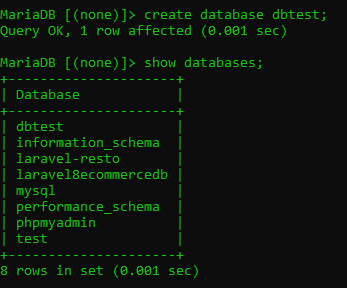 MariaDB [(none)]> create database dbtest;
Query OK, 1 row affected (0.001 sec)
MariaDB [(none)]> show databases;
+--------------------+
| Database           |
+--------------------+
| dbtest             |
| information_schema |
| laravel-resto      |
| laravel8ecommercedb |
| mysql              |
| performance_schema |
| phpmyadmin         |
| test               |
+--------------------+
8 rows in set (0.001 sec)